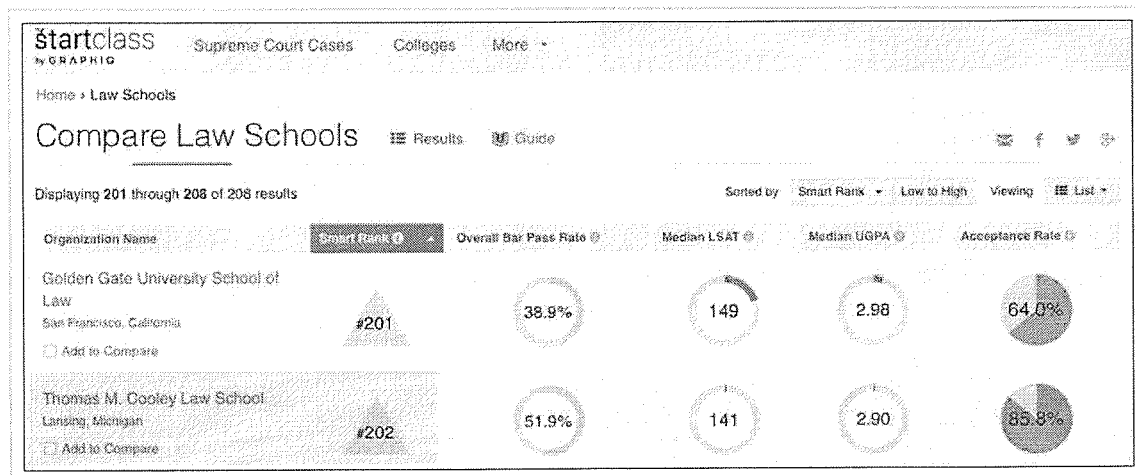 startclass
by GRAPHIQ
Supreme Court Cases Colleges More
Home › Law Schools
Compare Law Schools Results Guide
Displaying 201 through 208 of 208 results Sorted by Smart Rank Low to High Viewing List
Organization Name Smart Rank Overall Bar Pass Rate Median LSAT Median UGPA Acceptance Rate
Golden Gate University School of
Law
San Francisco, California
Add to Compare
#201 38.9% 149 2.98 64.0%
Thomas M. Cooley Law School
Lansing, Michigan
Add to Compare
#202 51.9% 141 2.90 85.8%